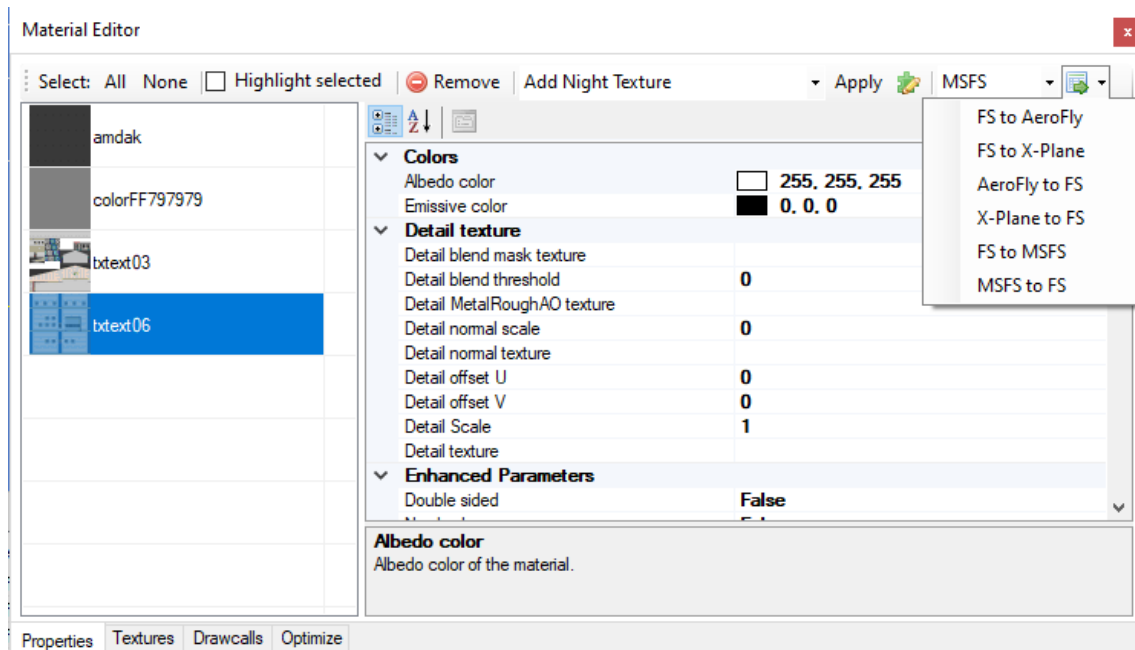 Material Editor
x
Select: All None Highlight selected Remove Add Night Texture Apply MSFS
FS to AeroFly
FS to X-Plane
AeroFly to FS
X-Plane to FS
FS to MSFS
MSFS to FS
amdak
colorFF797979
txtext03
txtext06
Colors
Albedo color 255, 255, 255
Emissive color 0, 0, 0
Detail texture
Detail blend mask texture
Detail blend threshold 0
Detail MetalRoughAO texture
Detail normal scale 0
Detail normal texture
Detail offset U 0
Detail offset V 0
Detail Scale 1
Detail texture
Enhanced Parameters
Double sided False
Albedo color
Albedo color of the material.
Properties Textures Drawcalls Optimize